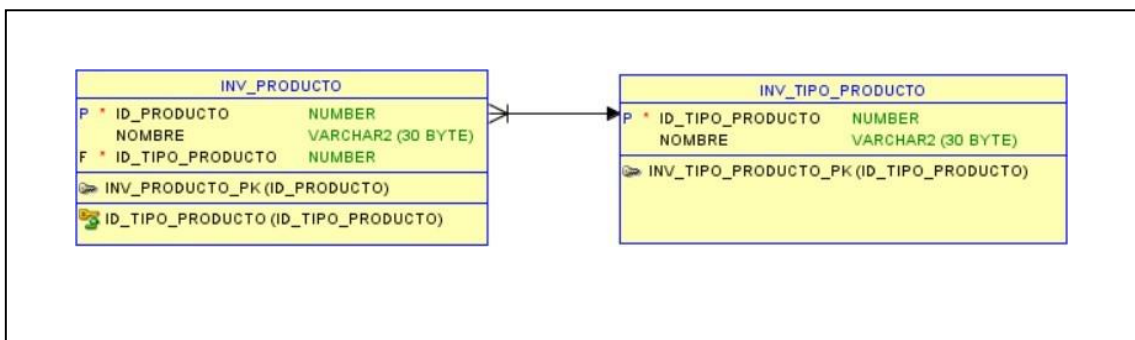 INV_PRODUCTO
P * ID_PRODUCTO NUMBER
NOMBRE VARCHAR2 (30 BYTE)
F * ID_TIPO_PRODUCTO NUMBER
INV_PRODUCTO_PK (ID_PRODUCTO)
ID_TIPO_PRODUCTO (ID_TIPO_PRODUCTO)
INV_TIPO_PRODUCTO
P * ID_TIPO_PRODUCTO NUMBER
NOMBRE VARCHAR2 (30 BYTE)
INV_TIPO_PRODUCTO_PK (ID_TIPO_PRODUCTO)